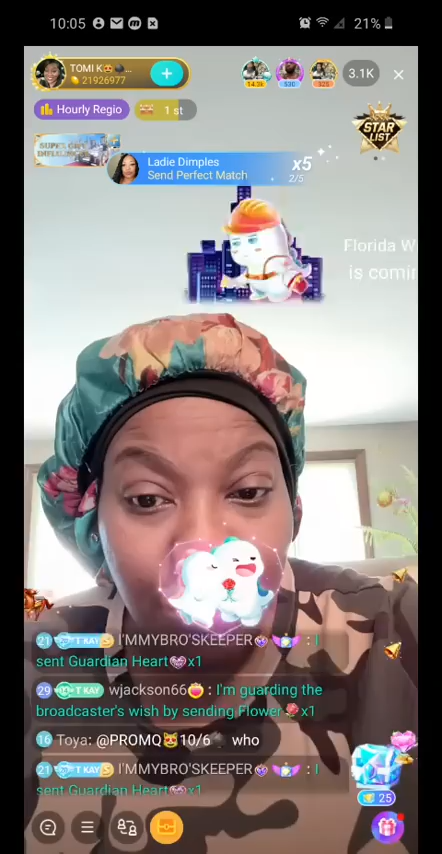 10:05
21%
TOMI K😍💣...
21926977
14.3k
530
325
3.1K
Hourly Regio
1 st
STAR
LIST
Ladie Dimples
Send Perfect Match
x5
2/5
Florida W
is comin
21 T KAY I'MMYBRO'SKEEPER : I
sent Guardian Heart x1
29 T KAY wjackson66 : I'm guarding the
broadcaster's wish by sending Flower🌹x1
16 Toya: @PROMQ😻10/6💣 who
21 T KAY I'MMYBRO'SKEEPER : I
sent Guardian Heart x1
25